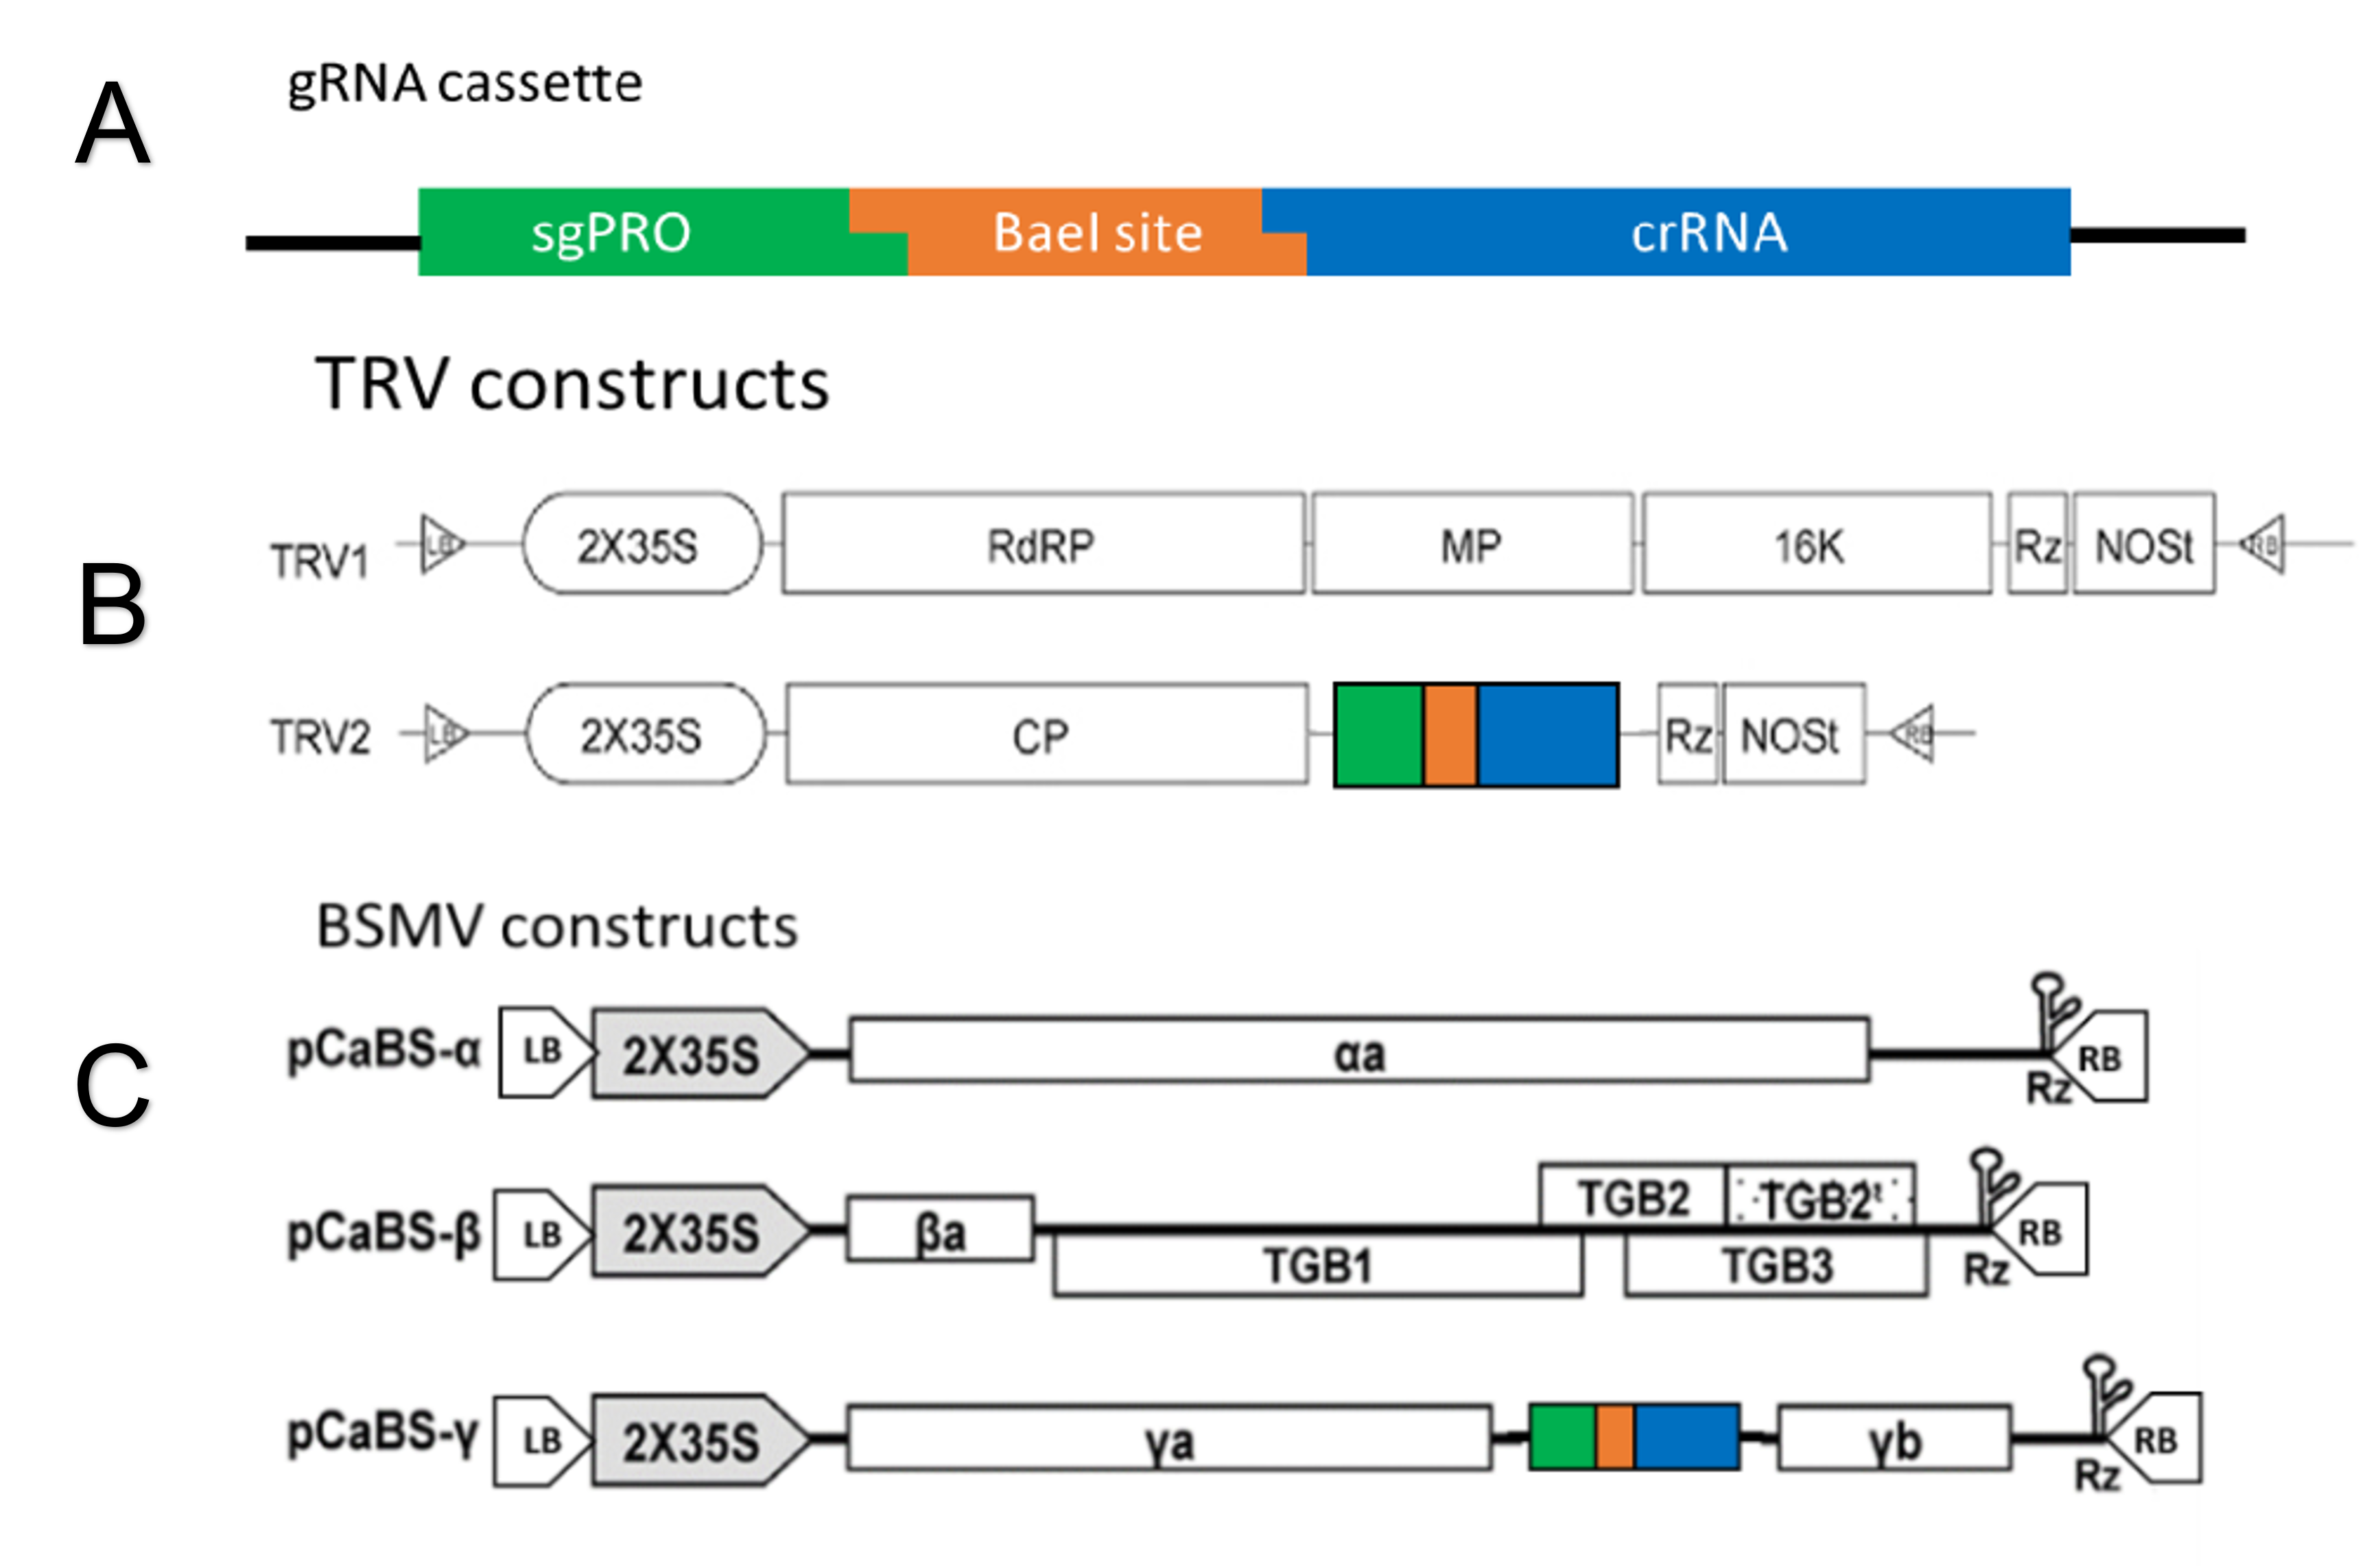 A
gRNA cassette
sgPRO BaeI site crRNA
TRV constructs
B
TRV1 LB 2X35S RdRP MP 16K Rz NOSt RB
TRV2 LB 2X35S CP Rz NOSt RB
BSMV constructs
C
pCaBS-α LB 2X35S αa Rz RB
pCaBS-β LB 2X35S βa TGB1 TGB2 TGB2' TGB3 Rz RB
pCaBS-γ LB 2X35S γa γb Rz RB